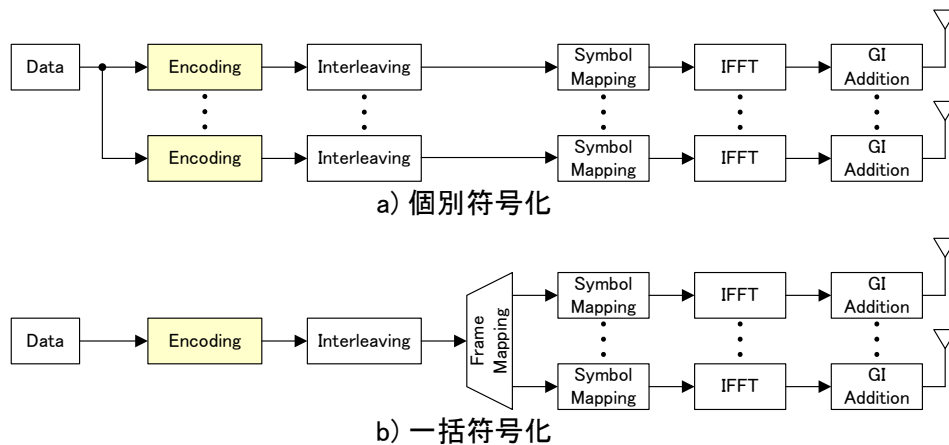 Data
Encoding
Interleaving
Symbol
Mapping
IFFT
GI
Addition
Encoding
Interleaving
Symbol
Mapping
IFFT
GI
Addition
a) 個別符号化
Data
Encoding
Interleaving
Frame
Mapping
Symbol
Mapping
IFFT
GI
Addition
Symbol
Mapping
IFFT
GI
Addition
b) 一括符号化